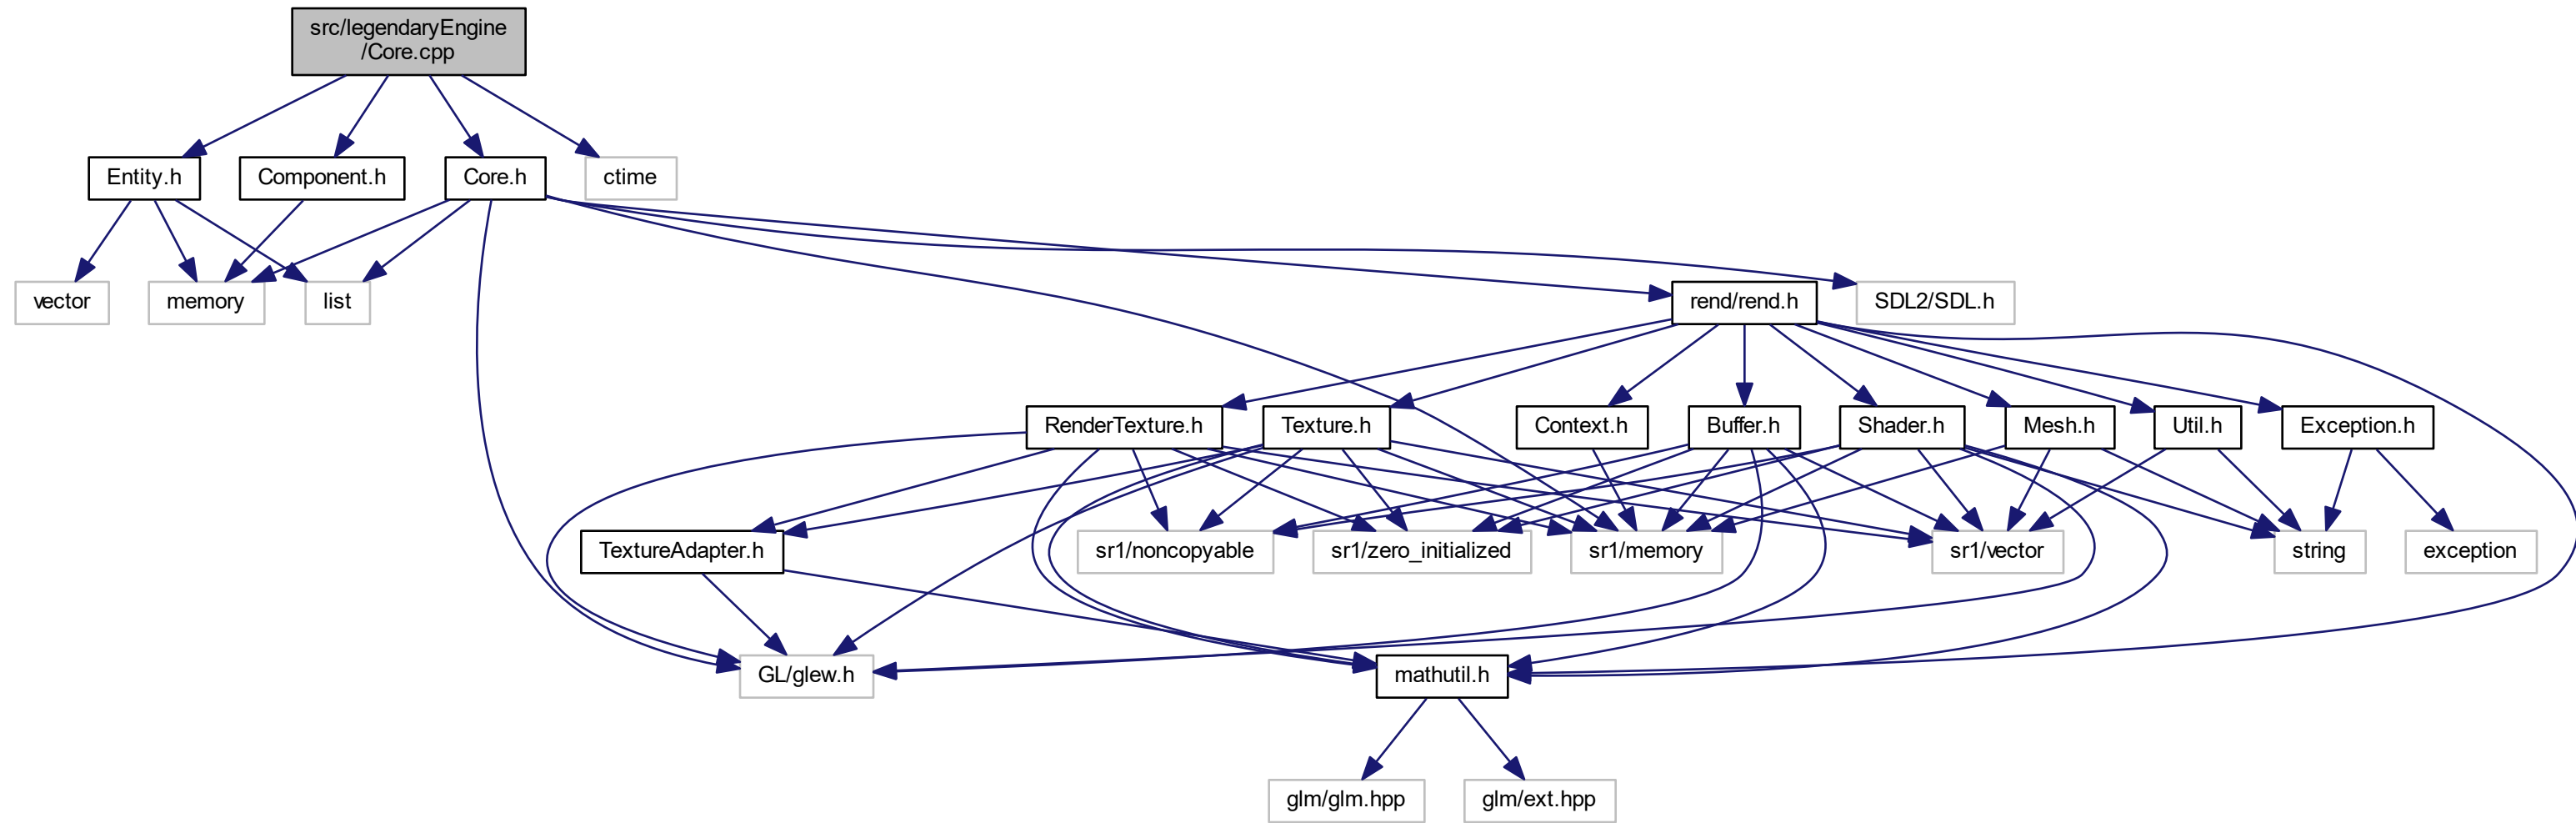 src/legendaryEngine
/Core.cpp
Entity.h
Component.h
Core.h
ctime
vector
memory
list
rend/rend.h
SDL2/SDL.h
RenderTexture.h
Texture.h
Context.h
Buffer.h
Shader.h
Mesh.h
Util.h
Exception.h
TextureAdapter.h
sr1/noncopyable
sr1/zero_initialized
sr1/memory
sr1/vector
string
exception
GL/glew.h
mathutil.h
glm/glm.hpp
glm/ext.hpp